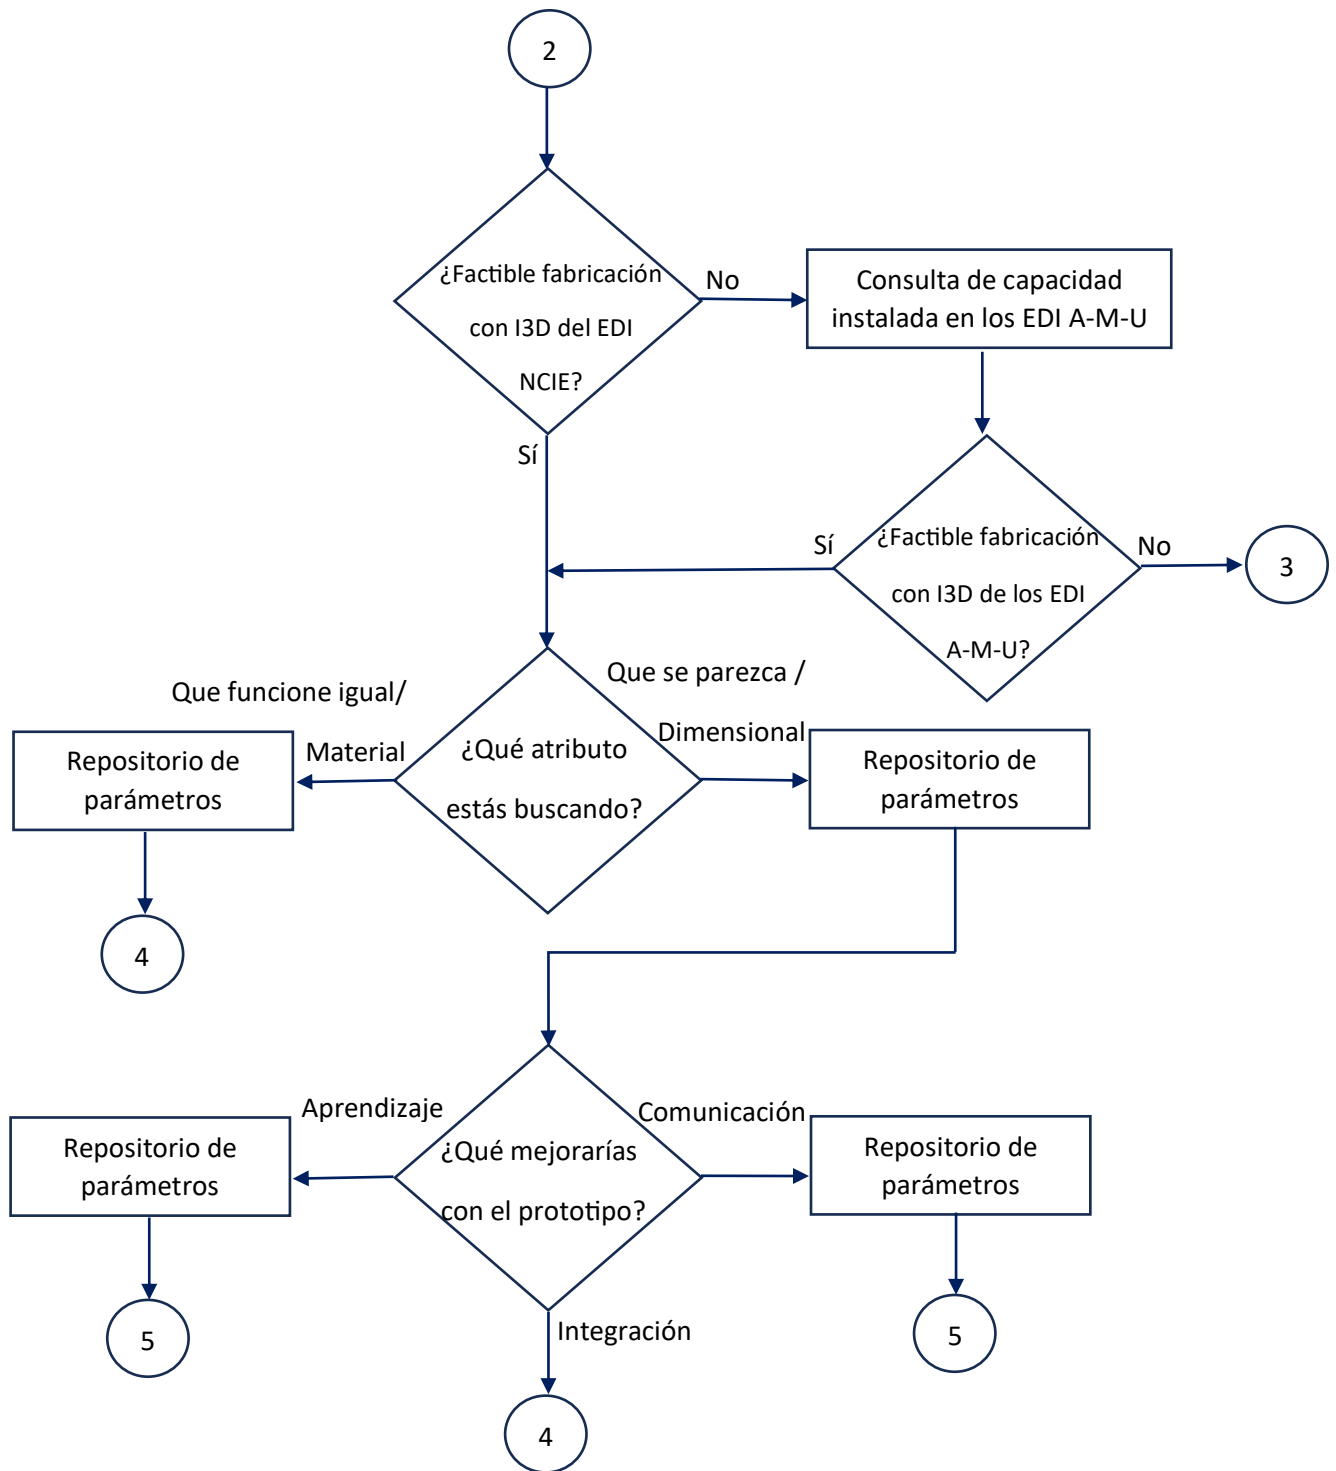 2
¿Factible fabricación
con I3D del EDI
NCIE?
No
Consulta de capacidad
instalada en los EDI A-M-U
Sí
¿Factible fabricación
con I3D de los EDI
A-M-U?
Sí
No
3
Que funcione igual/
Material
¿Qué atributo
estás buscando?
Que se parezca /
Dimensional
Repositorio de
parámetros
Repositorio de
parámetros
4
Aprendizaje
¿Qué mejorarías
con el prototipo?
Comunicación
Repositorio de
parámetros
Repositorio de
parámetros
5
Integración
5
4